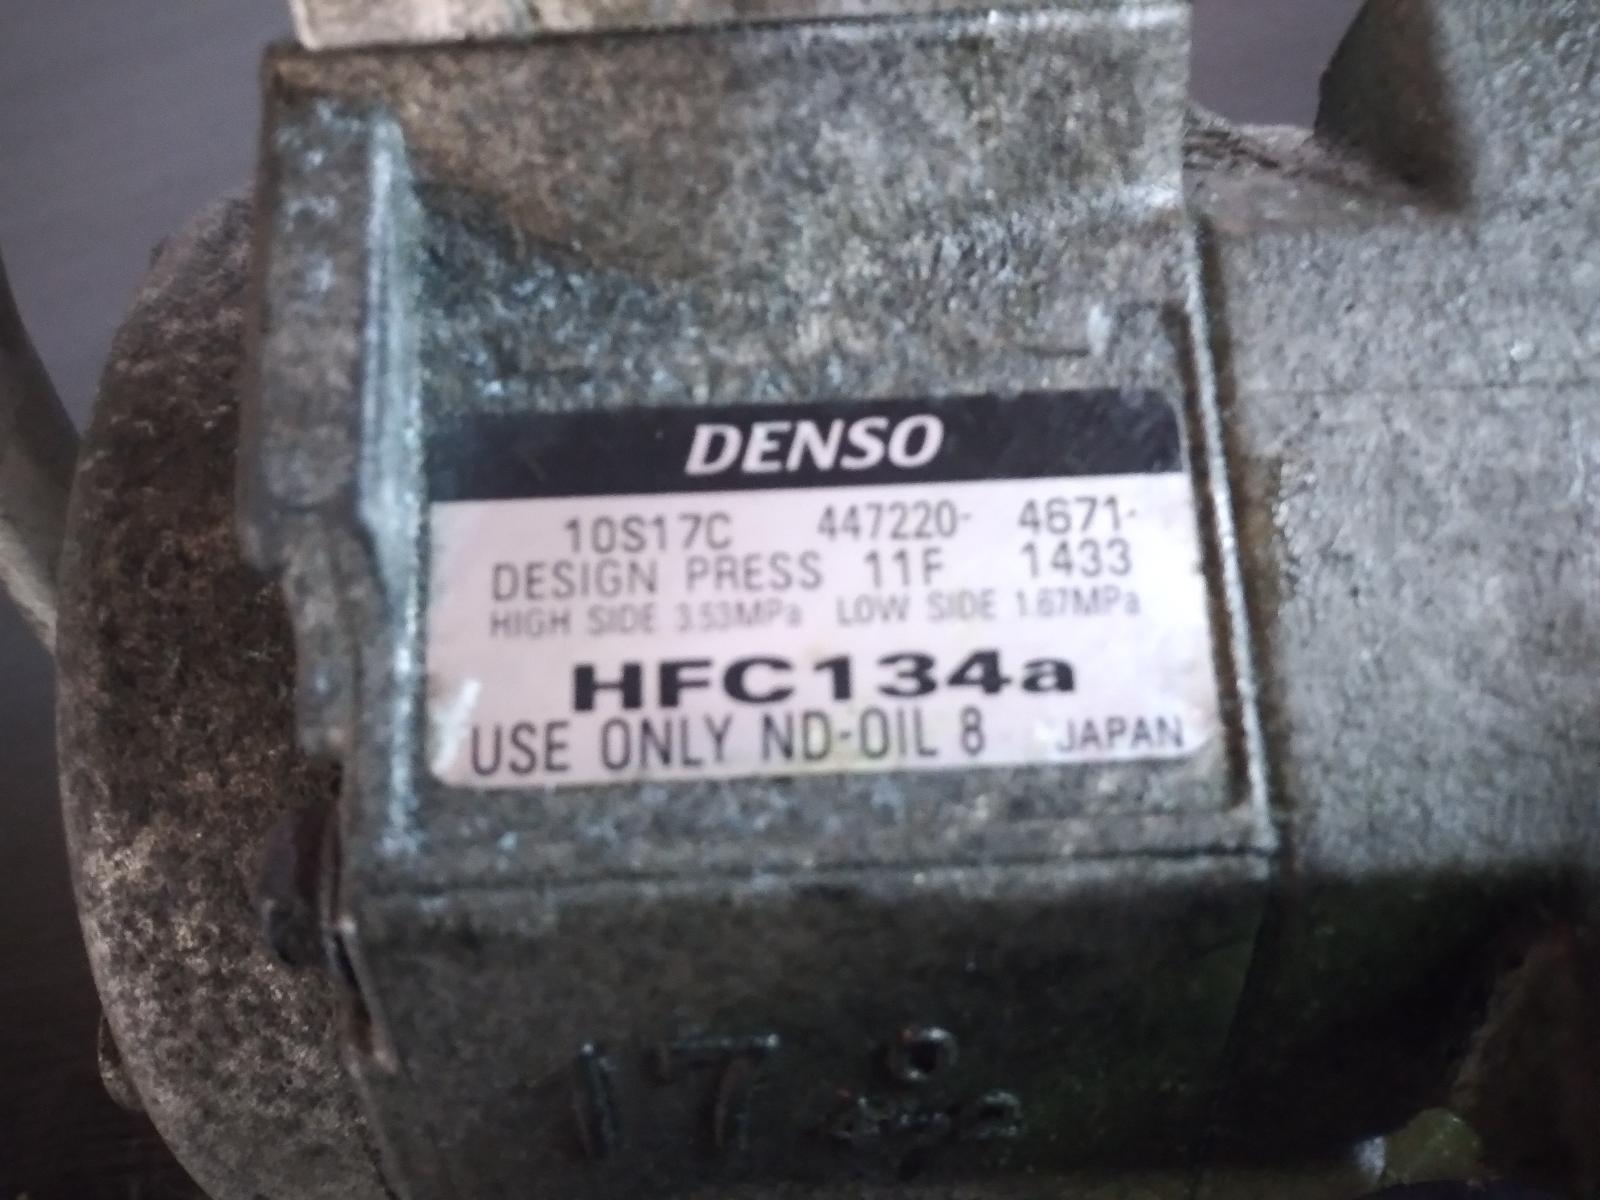 DENSO
10S17C 447220- 4671-
DESIGN PRESS 11F 1433
HIGH SIDE 3.53MPa LOW SIDE 1.67MPa
HFC134a
USE ONLY ND-OIL 8 JAPAN
17